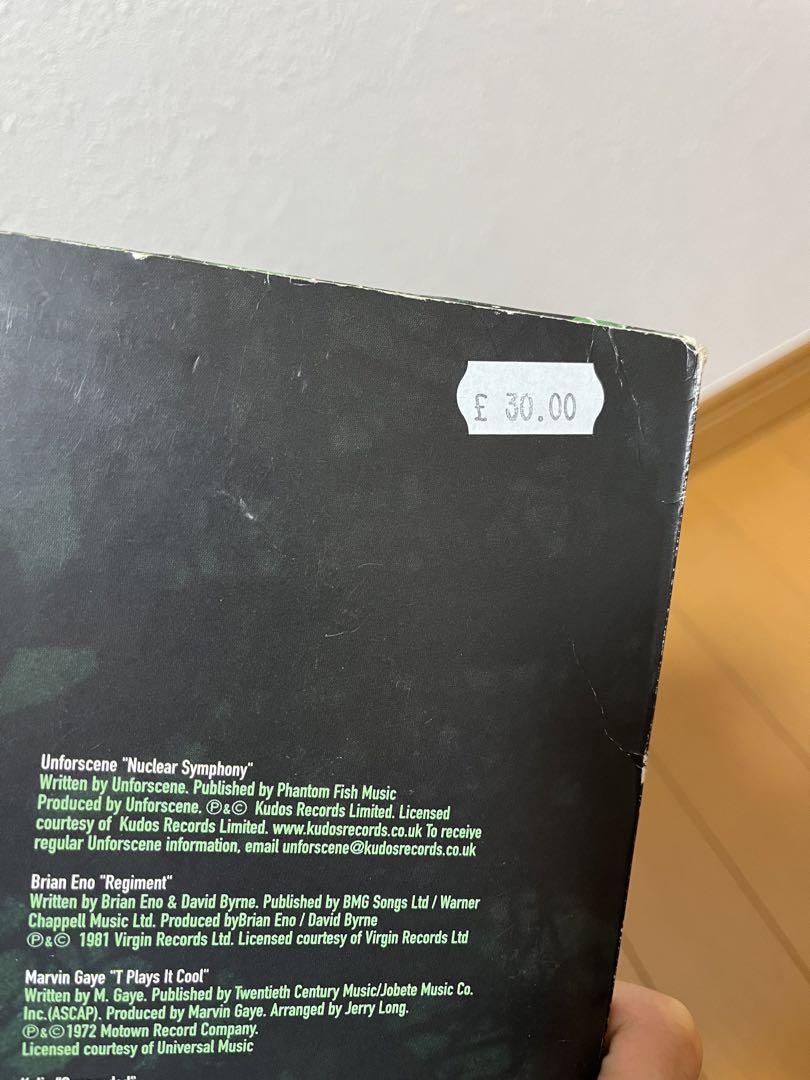 £ 30.00
Unforscene "Nuclear Symphony"
Written by Unforscene. Published by Phantom Fish Music
Produced by Unforscene. ℗&© Kudos Records Limited. Licensed
courtesy of Kudos Records Limited. www.kudosrecords.co.uk To receive
regular Unforscene information, email unforscene@kudosrecords.co.uk
Brian Eno "Regiment"
Written by Brian Eno & David Byrne. Published by BMG Songs Ltd / Warner
Chappell Music Ltd. Produced byBrian Eno / David Byrne
℗&© 1981 Virgin Records Ltd. Licensed courtesy of Virgin Records Ltd
Marvin Gaye "T Plays It Cool"
Written by M. Gaye. Published by Twentieth Century Music/Jobete Music Co.
Inc.(ASCAP). Produced by Marvin Gaye. Arranged by Jerry Long.
℗&©1972 Motown Record Company.
Licensed courtesy of Universal Music